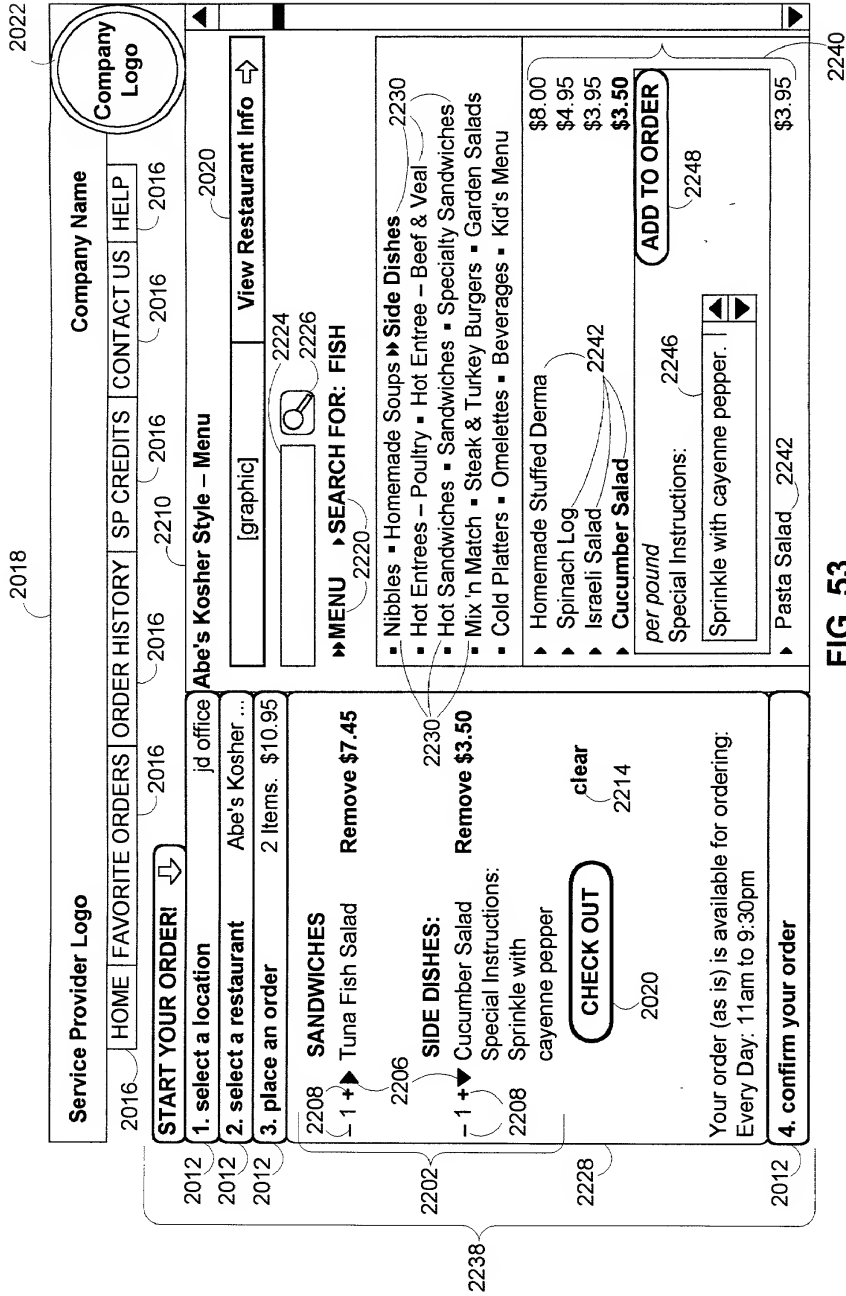 2018
2022
Service Provider Logo
Company Name
Company
Logo
HOME
FAVORITE ORDERS
ORDER HISTORY
SP CREDITS
CONTACT US
HELP
2016
2016
2016
2016
2016
2016
2210
2020
START YOUR ORDER!
2012
1. select a location
jd office
2012
2. select a restaurant
Abe's Kosher ...
2012
3. place an order
2 Items. $10.95
SANDWICHES
2208
– 1 +
Tuna Fish Salad
Remove $7.45
2206
SIDE DISHES:
2230
– 1 +
Cucumber Salad
Remove $3.50
2208
Special Instructions:
Sprinkle with
cayenne pepper
2202
CHECK OUT
clear
2020
2214
2228
Your order (as is) is available for ordering:
Every Day: 11am to 9:30pm
2012
4. confirm your order
2238
Abe's Kosher Style – Menu
[graphic]
View Restaurant Info
2224
2226
MENU
SEARCH FOR: FISH
2220
▪ Nibbles ▪ Homemade Soups Side Dishes
2230
▪ Hot Entrees – Poultry ▪ Hot Entree – Beef & Veal
▪ Hot Sandwiches ▪ Sandwiches ▪ Specialty Sandwiches
▪ Mix 'n Match ▪ Steak & Turkey Burgers ▪ Garden Salads
▪ Cold Platters ▪ Omelettes ▪ Beverages ▪ Kid's Menu
Homemade Stuffed Derma
$8.00
Spinach Log
$4.95
2242
Israeli Salad
$3.95
Cucumber Salad
$3.50
per pound
ADD TO ORDER
Special Instructions:
2246
2248
Sprinkle with cayenne pepper.
Pasta Salad
2242
$3.95
2240
FIG. 53